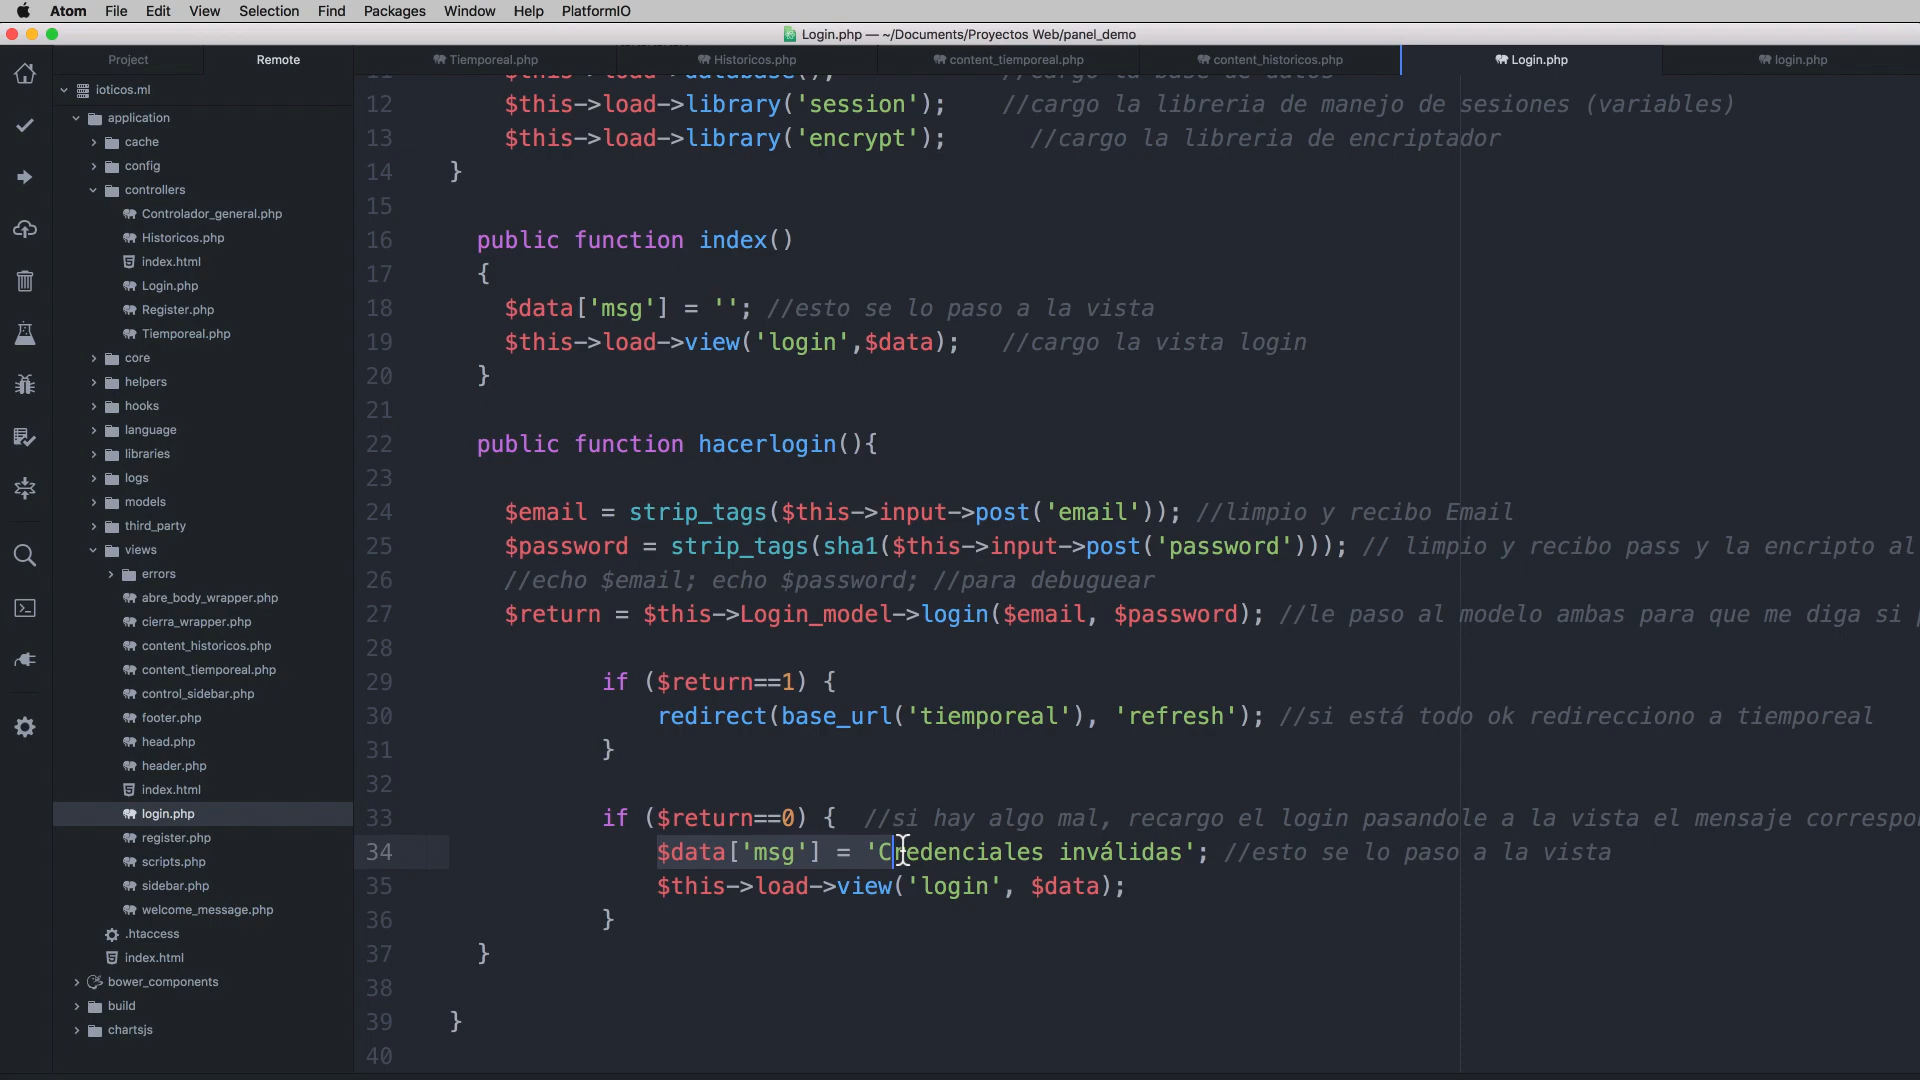 Atom File Edit View Selection Find Packages Window Help PlatformIO
Login.php — ~/Documents/Proyectos Web/panel_demo
Project Remote
Tiemporeal.php Historicos.php content_tiemporeal.php content_historicos.php Login.php login.php
ioticos.ml
application
cache
config
controllers
Controlador_general.php
Historicos.php
index.html
Login.php
Register.php
Tiemporeal.php
core
helpers
hooks
language
libraries
logs
models
third_party
views
errors
abre_body_wrapper.php
cierra_wrapper.php
content_historicos.php
content_tiemporeal.php
control_sidebar.php
footer.php
head.php
header.php
index.html
login.php
register.php
scripts.php
sidebar.php
welcome_message.php
.htaccess
index.html
bower_components
build
chartsjs
11 $this->load->database(); //cargo la base de datos
12 $this->load->library('session'); //cargo la libreria de manejo de sesiones (variables)
13 $this->load->library('encrypt'); //cargo la libreria de encriptador
14 }
15
16 public function index()
17 {
18 $data['msg'] = ''; //esto se lo paso a la vista
19 $this->load->view('login',$data); //cargo la vista login
20 }
21
22 public function hacerlogin(){
23
24 $email = strip_tags($this->input->post('email')); //limpio y recibo Email
25 $password = strip_tags(sha1($this->input->post('password'))); // limpio y recibo pass y la encripto al
26 //echo $email; echo $password; //para debuguear
27 $return = $this->Login_model->login($email, $password); //le paso al modelo ambas para que me diga si
28
29 if ($return==1) {
30 redirect(base_url('tiemporeal'), 'refresh'); //si está todo ok redirecciono a tiemporeal
31 }
32
33 if ($return==0) { //si hay algo mal, recargo el login pasandole a la vista el mensaje correspo
34 $data['msg'] = 'Credenciales inválidas'; //esto se lo paso a la vista
35 $this->load->view('login', $data);
36 }
37 }
38
39 }
40